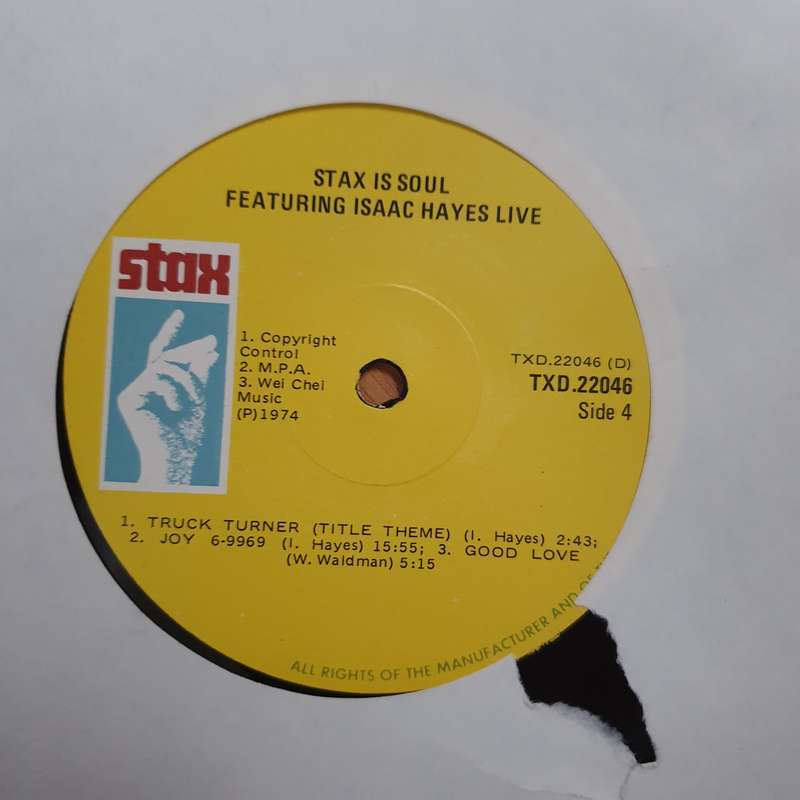 STAX IS SOUL
FEATURING ISAAC HAYES LIVE
stax
1. Copyright
Control
2. M.P.A.
3. Wei Chei
Music
(P)1974
TXD.22046 (D)
TXD.22046
Side 4
1. TRUCK TURNER (TITLE THEME) (I. Hayes) 2:43;
2. JOY 6-9969 (I. Hayes) 15:55; 3. GOOD LOVE
(W. Waldman) 5:15
ALL RIGHTS OF THE MANUFACTURER AND OF